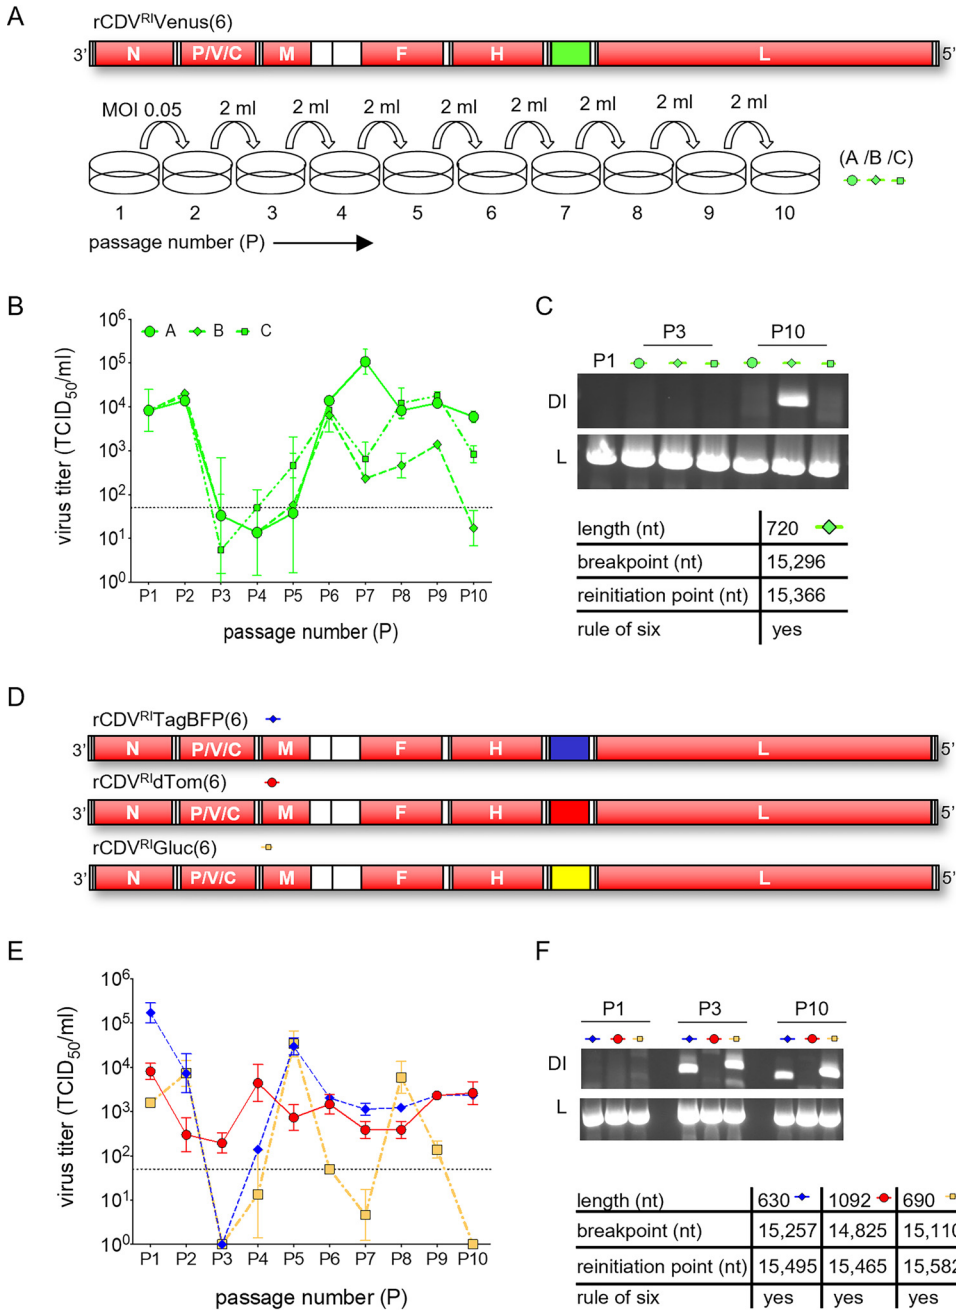 A
rCDVRIVenus(6)
3' N P/V/C M F H L 5'
MOI 0.05 2 ml 2 ml 2 ml 2 ml 2 ml 2 ml 2 ml 2 ml
(A /B /C)
1 2 3 4 5 6 7 8 9 10
passage number (P)
B
virus titer (TCID50/ml)
A B C
10^6
10^5
10^4
10^3
10^2
10^1
10^0
P1 P2 P3 P4 P5 P6 P7 P8 P9 P10
passage number (P)
C
P3 P10
P1
DI
L
length (nt) 720
breakpoint (nt) 15,296
reinitiation point (nt) 15,366
rule of six yes
D
rCDVRITagBFP(6)
3' N P/V/C M F H L 5'
rCDVRIdTom(6)
3' N P/V/C M F H L 5'
rCDVRIGluc(6)
3' N P/V/C M F H L 5'
E
virus titer (TCID50/ml)
10^6
10^5
10^4
10^3
10^2
10^1
10^0
P1 P2 P3 P4 P5 P6 P7 P8 P9 P10
passage number (P)
F
P1 P3 P10
DI
L
length (nt) 630 1092 690
breakpoint (nt) 15,257 14,825 15,110
reinitiation point (nt) 15,495 15,465 15,582
rule of six yes yes yes